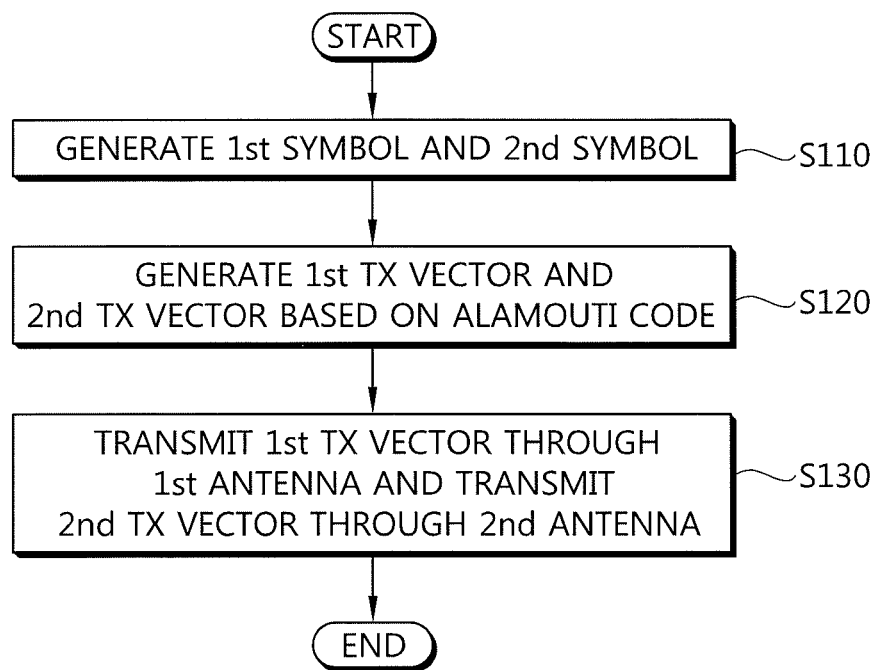 START
GENERATE 1st SYMBOL AND 2nd SYMBOL
S110
GENERATE 1st TX VECTOR AND
2nd TX VECTOR BASED ON ALAMOUTI CODE
S120
TRANSMIT 1st TX VECTOR THROUGH
1st ANTENNA AND TRANSMIT
2nd TX VECTOR THROUGH 2nd ANTENNA
S130
END